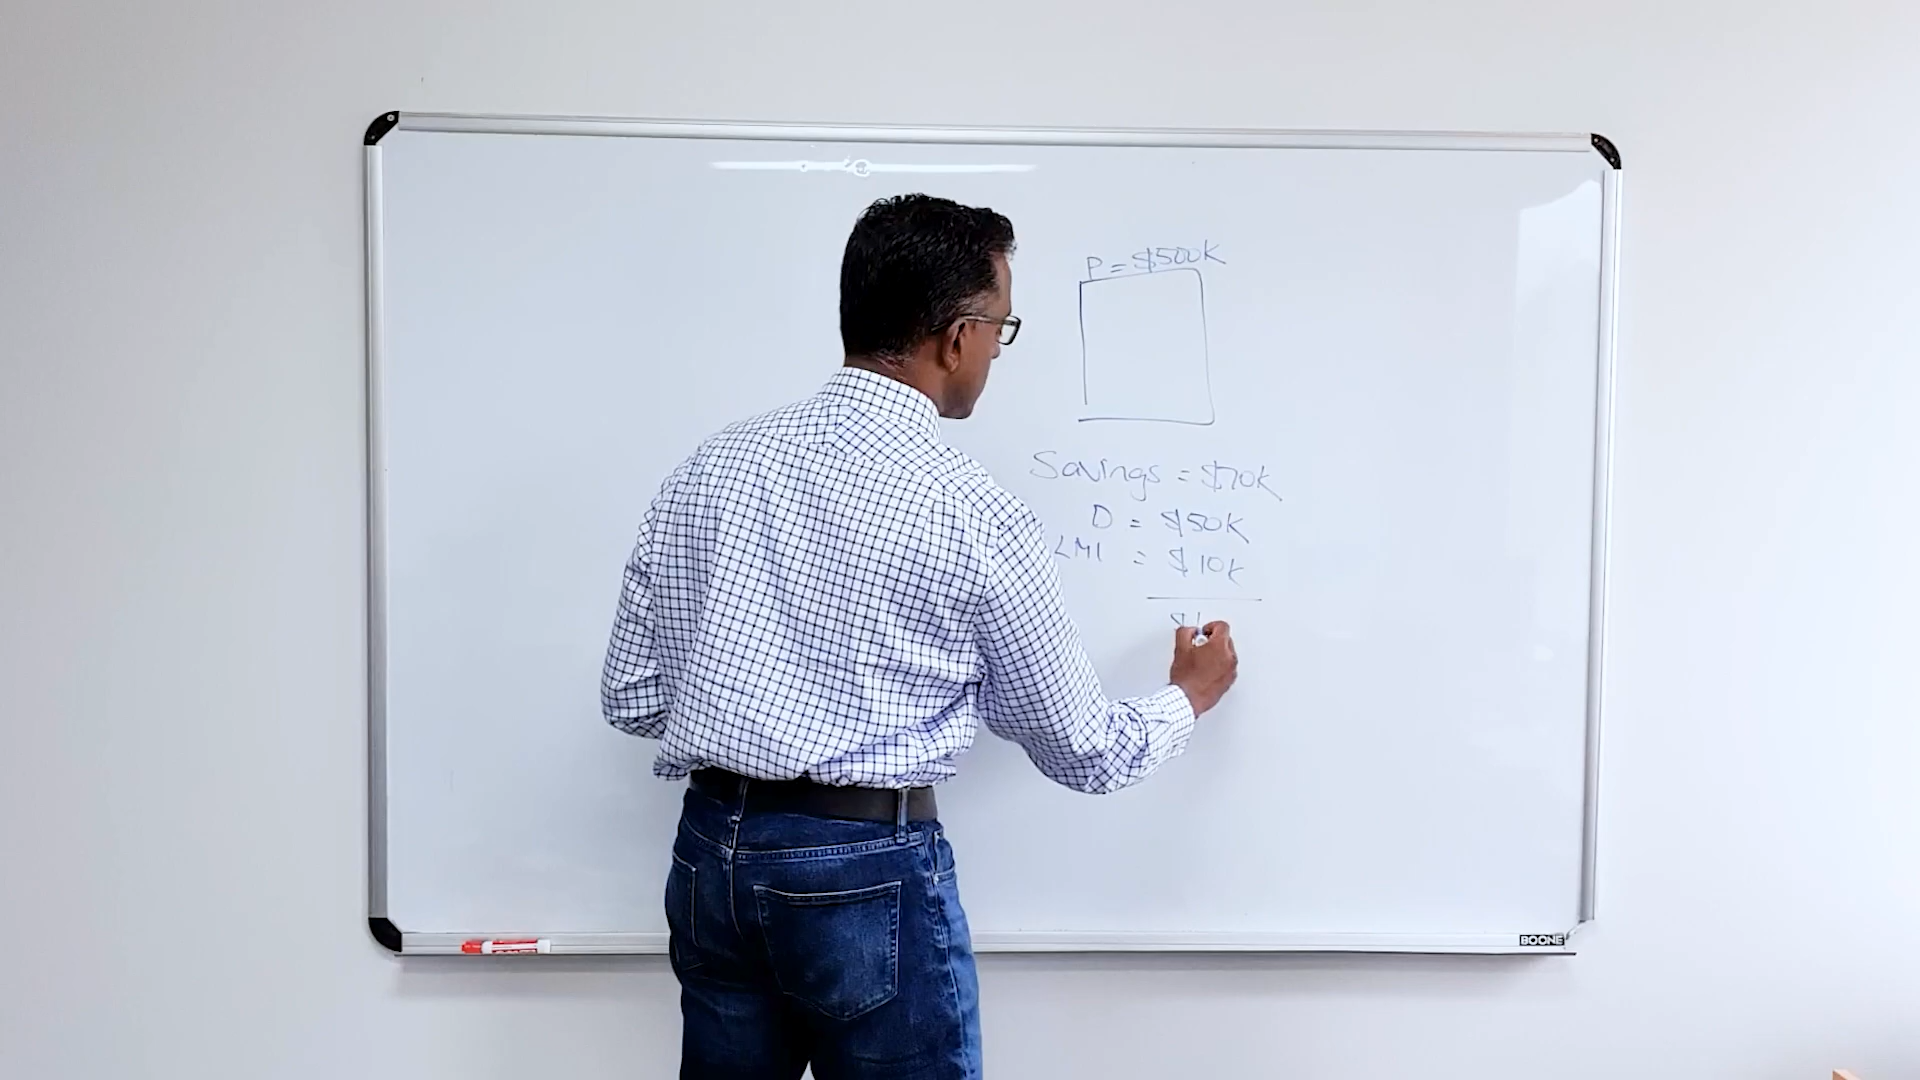 P = $500K
Savings = $70K
D = $50K
LMI = $10K
$
BOONE